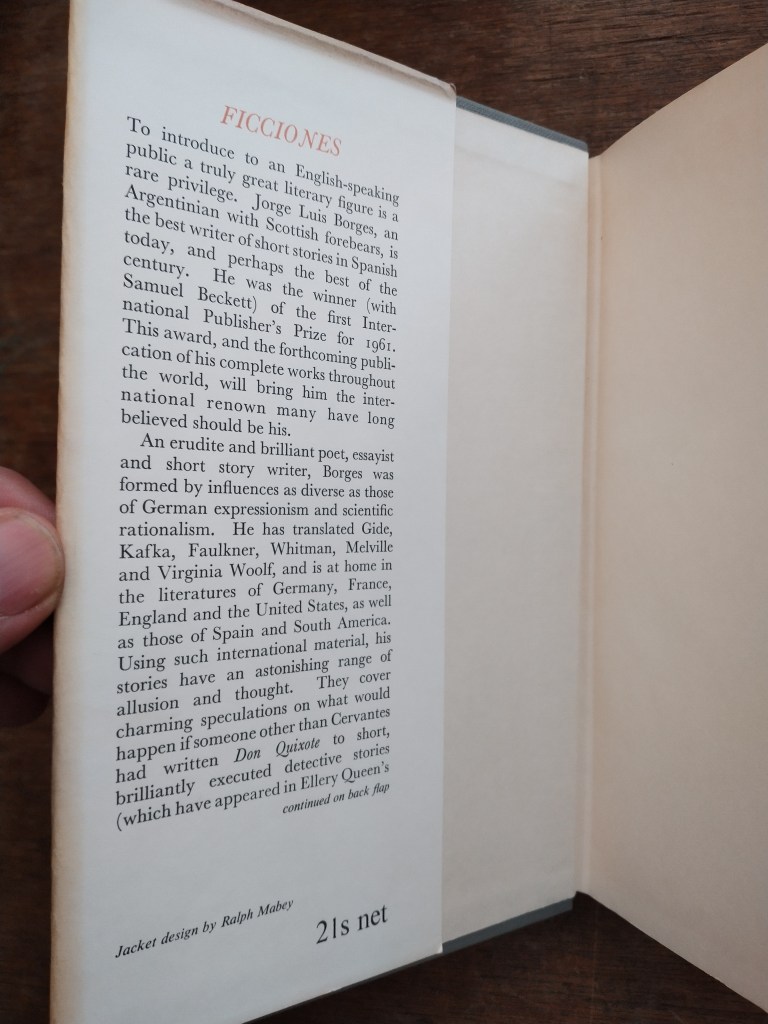 FICCIONES
To introduce to an English-speaking
public a truly great literary figure is a
rare privilege. Jorge Luis Borges, an
Argentinian with Scottish forebears, is
the best writer of short stories in Spanish
today, and perhaps the best of the
century. He was the winner (with
Samuel Beckett) of the first Inter-
national Publisher's Prize for 1961.
This award, and the forthcoming publi-
cation of his complete works throughout
the world, will bring him the inter-
national renown many have long
believed should be his.
An erudite and brilliant poet, essayist
and short story writer, Borges was
formed by influences as diverse as those
of German expressionism and scientific
rationalism. He has translated Gide,
Kafka, Faulkner, Whitman, Melville
and Virginia Woolf, and is at home in
the literatures of Germany, France,
England and the United States, as well
as those of Spain and South America.
Using such international material, his
stories have an astonishing range of
allusion and thought. They cover
charming speculations on what would
happen if someone other than Cervantes
had written Don Quixote to short,
brilliantly executed detective stories
(which have appeared in Ellery Queen's
continued on back flap
Jacket design by Ralph Mabey
21s net